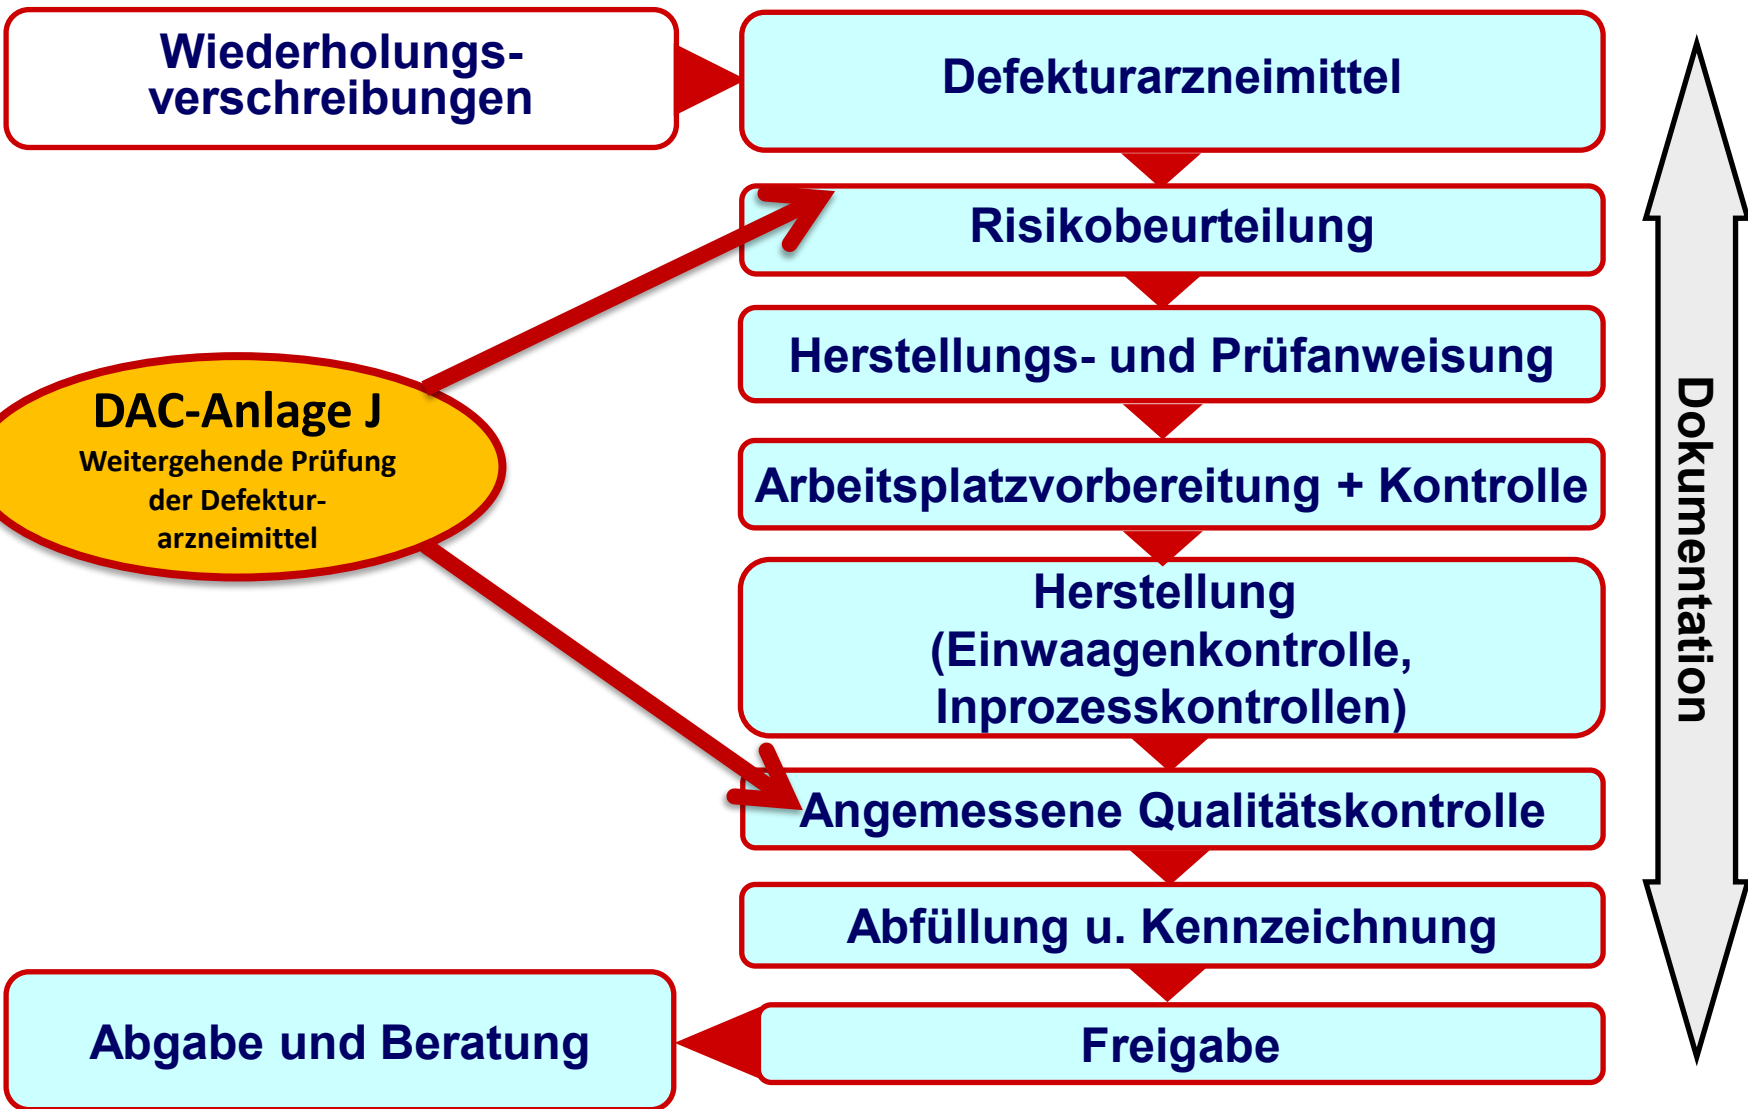 Wiederholungs-
verschreibungen
Defekturarzneimittel
Risikobeurteilung
Herstellungs- und Prüfanweisung
DAC-Anlage J
Weitergehende Prüfung
der Defektur-
arzneimittel
Arbeitsplatzvorbereitung + Kontrolle
Herstellung
(Einwaagenkontrolle,
Inprozesskontrollen)
Angemessene Qualitätskontrolle
Abfüllung u. Kennzeichnung
Freigabe
Abgabe und Beratung
Dokumentation